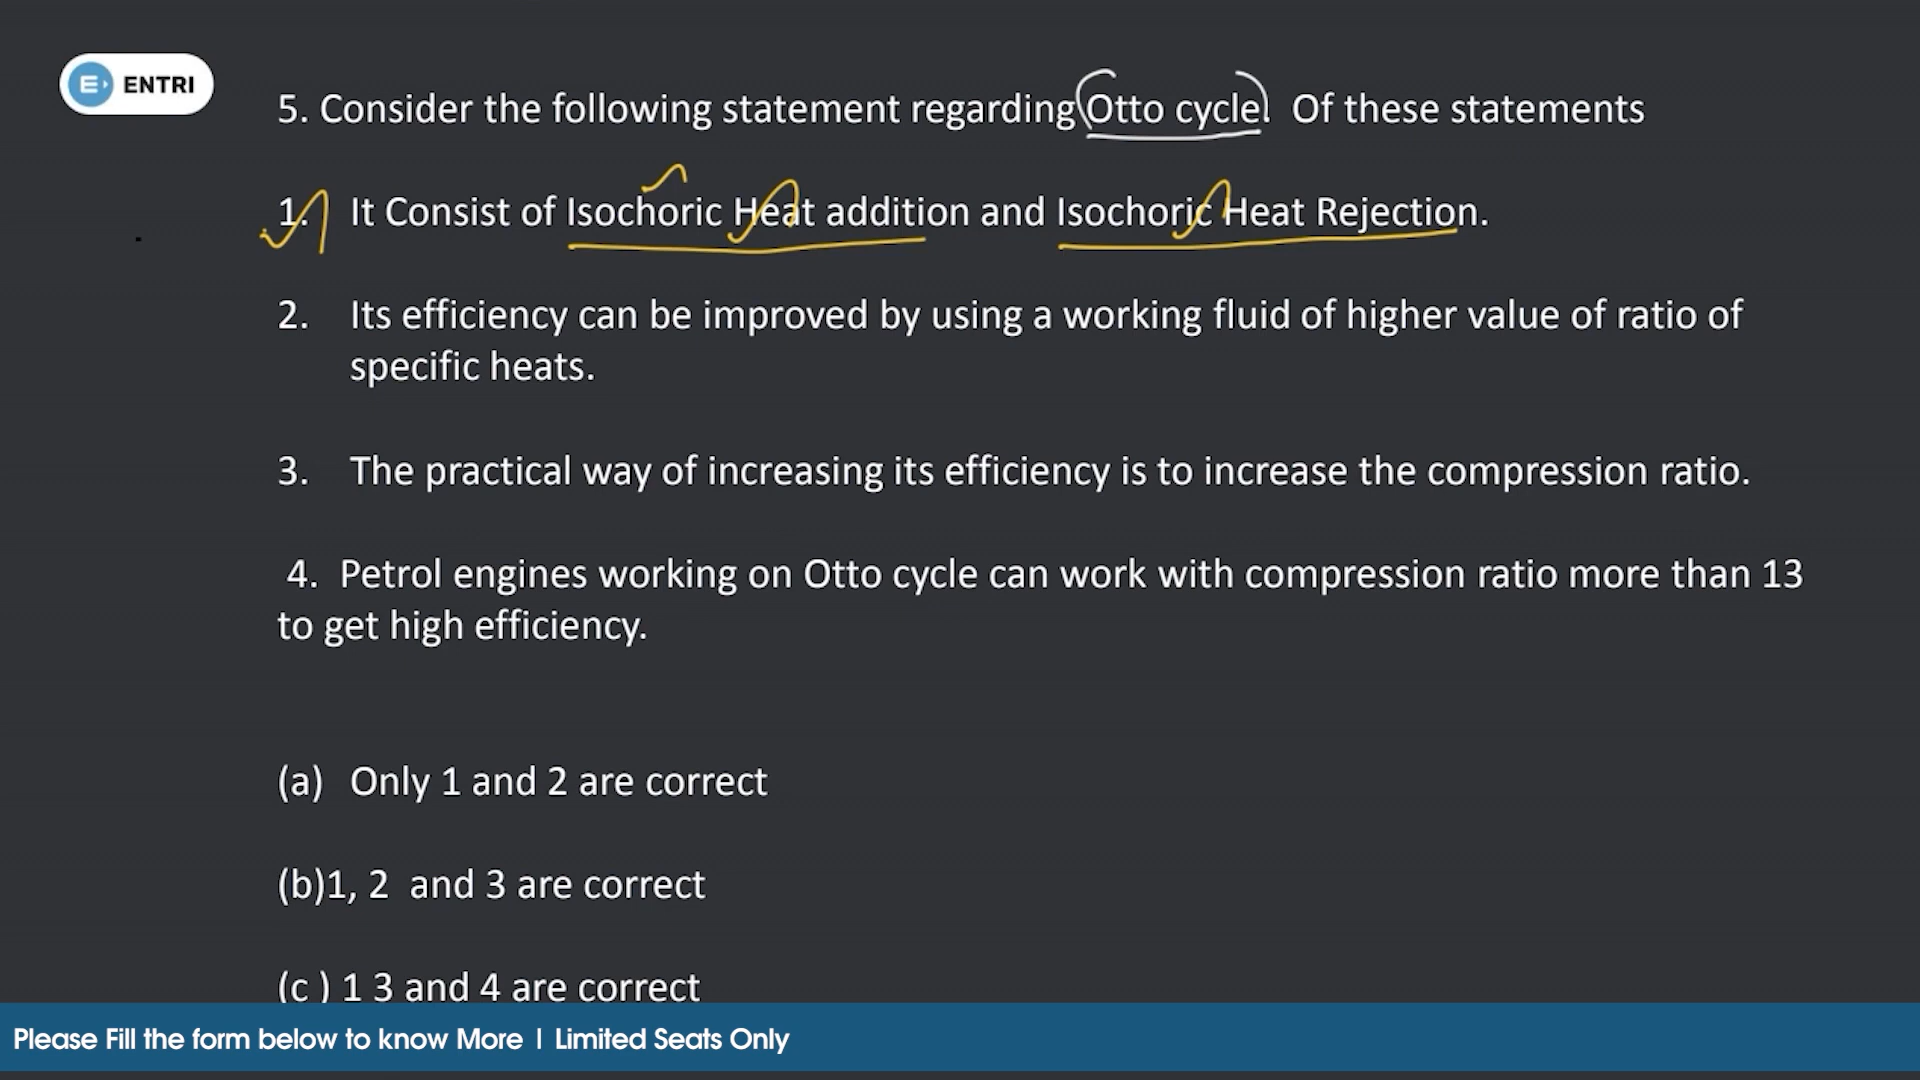 ENTRI
5. Consider the following statement regarding Otto cycle. Of these statements
1. It Consist of Isochoric Heat addition and Isochoric Heat Rejection.
2. Its efficiency can be improved by using a working fluid of higher value of ratio of
specific heats.
3. The practical way of increasing its efficiency is to increase the compression ratio.
4. Petrol engines working on Otto cycle can work with compression ratio more than 13
to get high efficiency.
(a) Only 1 and 2 are correct
(b)1, 2 and 3 are correct
(c ) 1 3 and 4 are correct
Please Fill the form below to know More | Limited Seats Only